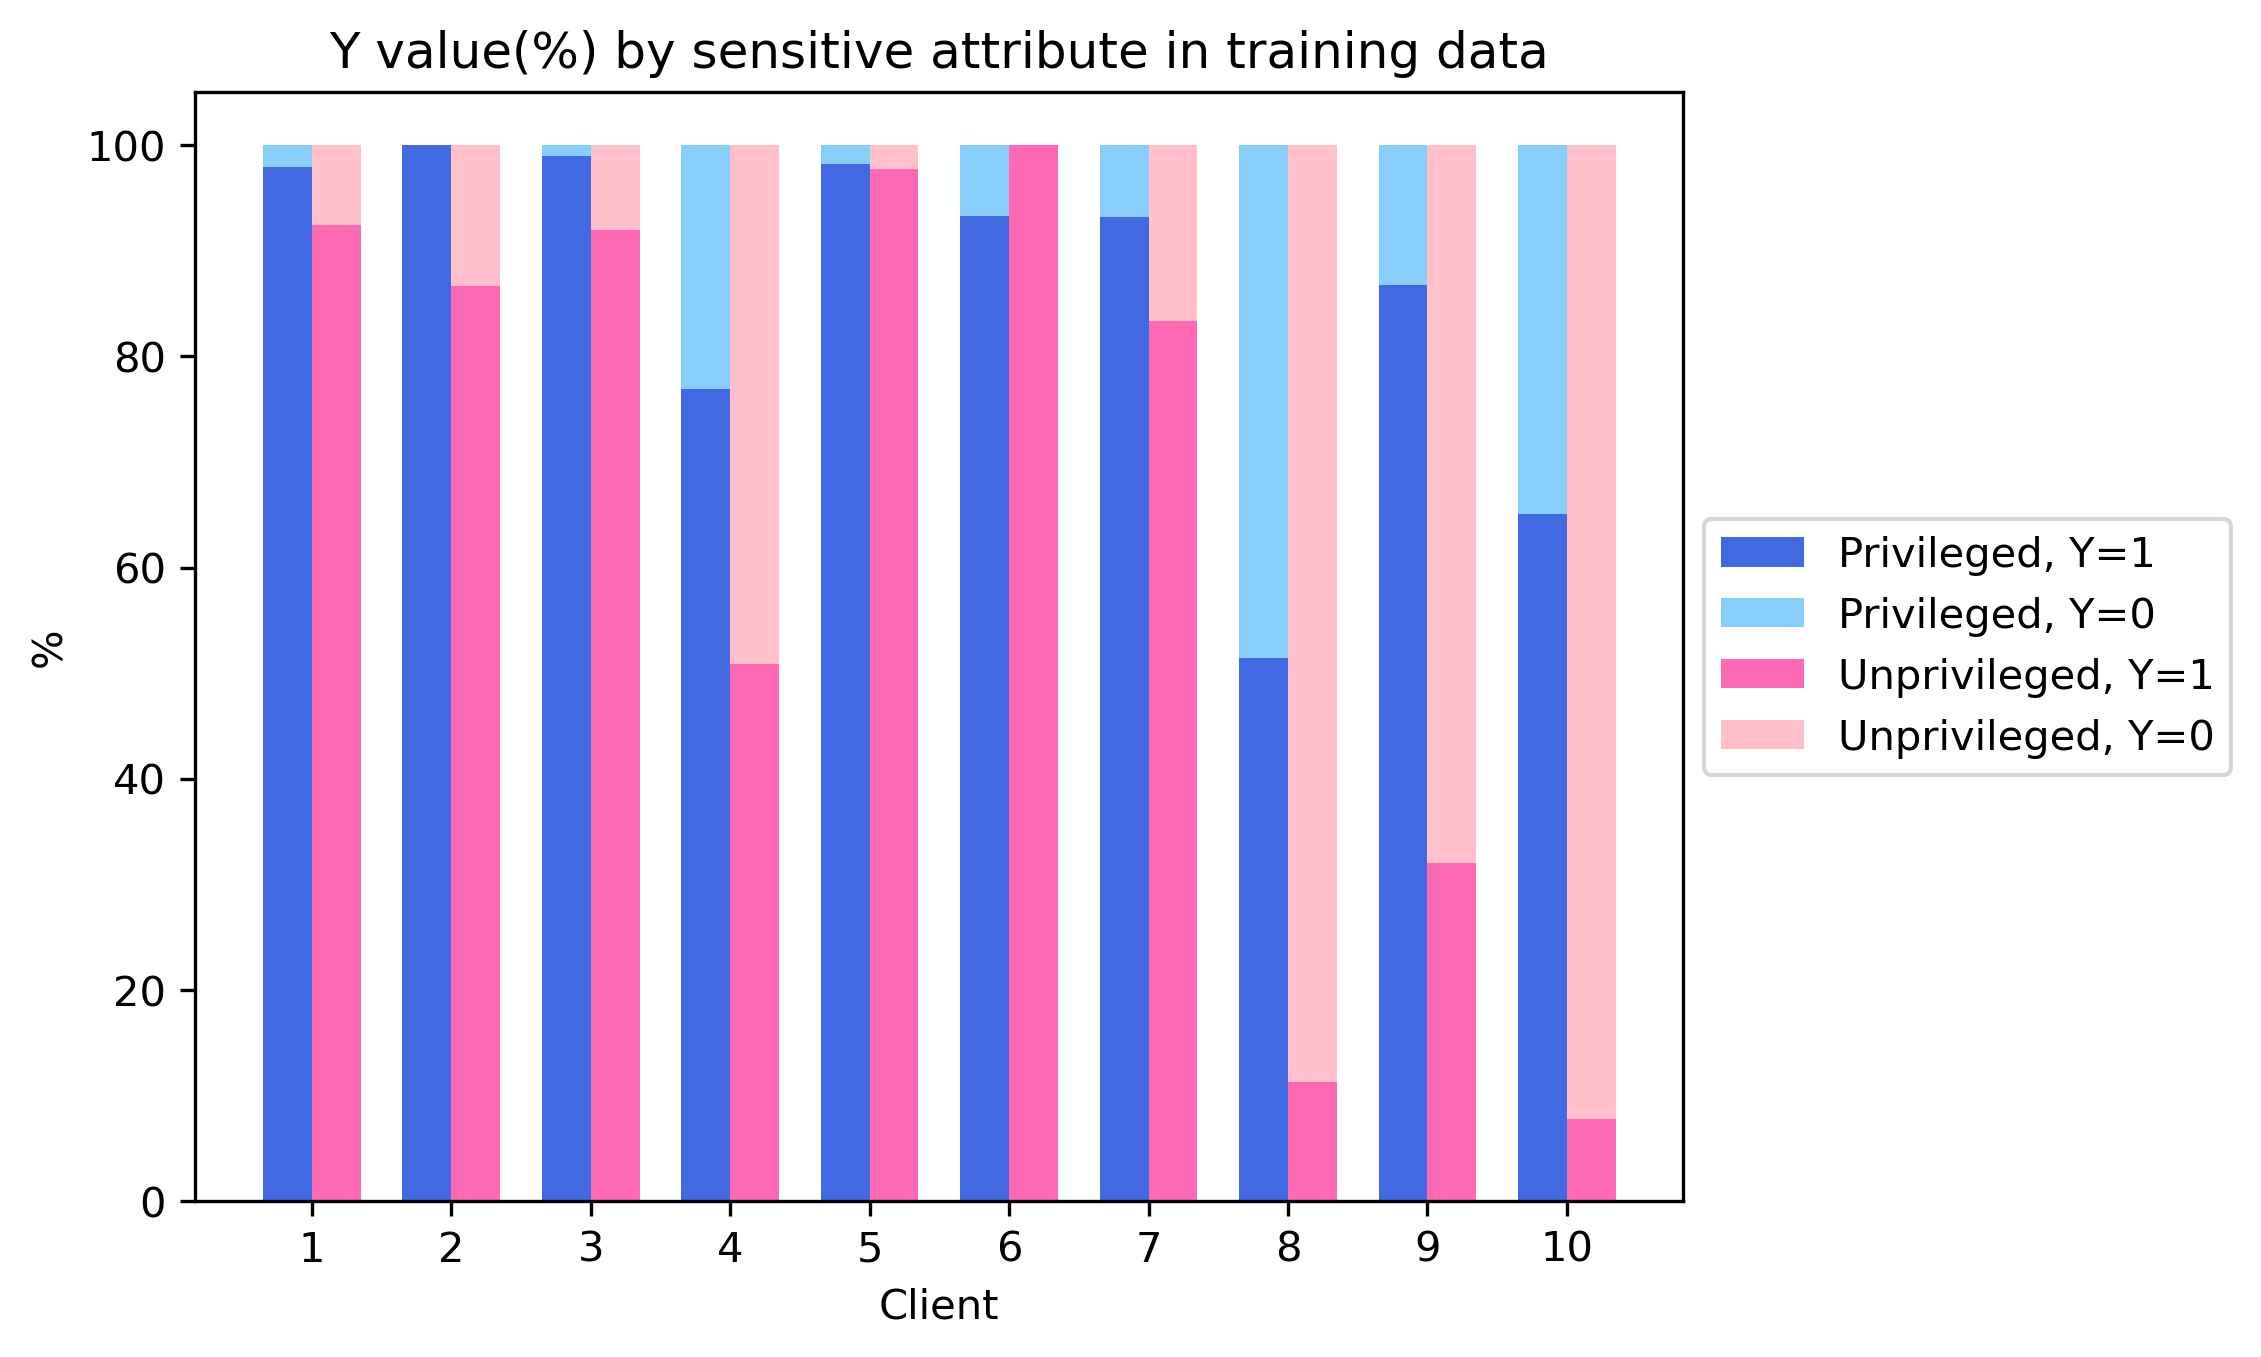 Y value(%) by sensitive attribute in training data
100
80
60
40
20
0
%
1 2 3 4 5 6 7 8 9 10
Client
Privileged, Y=1
Privileged, Y=0
Unprivileged, Y=1
Unprivileged, Y=0